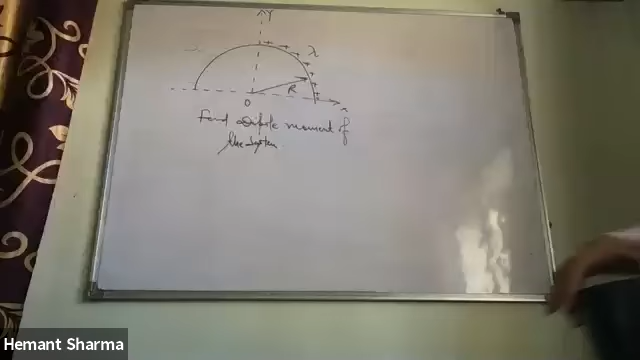 Y
λ
R
O
x
Find dipole moment of
the system
Hemant Sharma